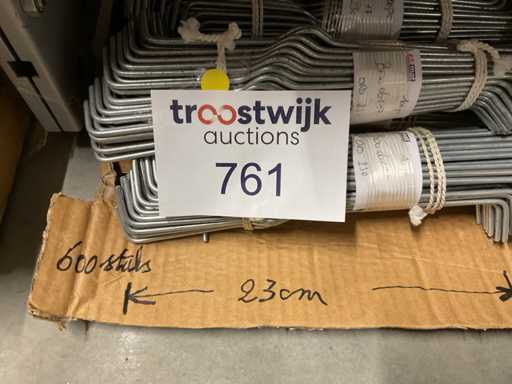 troostwijk
auctions
761
600 stuks
23cm